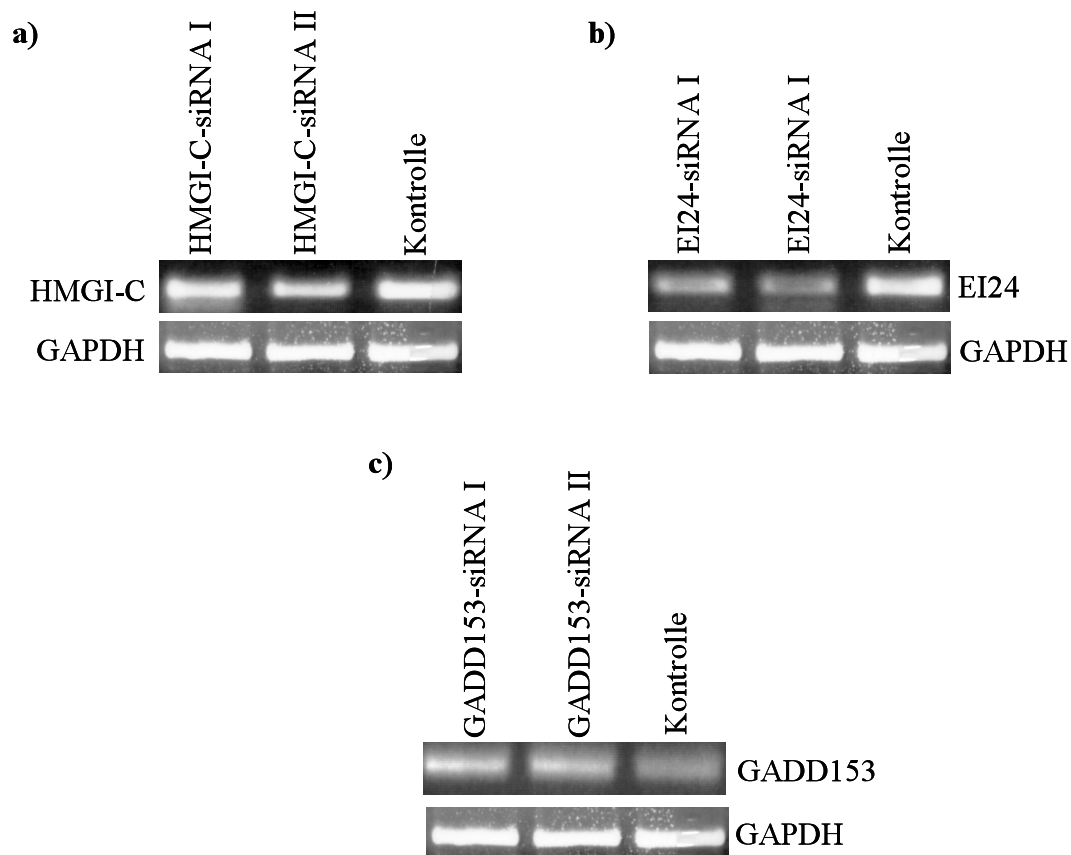 a)
HMGI-C-siRNA I
HMGI-C-siRNA II
Kontrolle
HMGI-C
GAPDH
b)
EI24-siRNA I
EI24-siRNA I
Kontrolle
EI24
GAPDH
c)
GADD153-siRNA I
GADD153-siRNA II
Kontrolle
GADD153
GAPDH